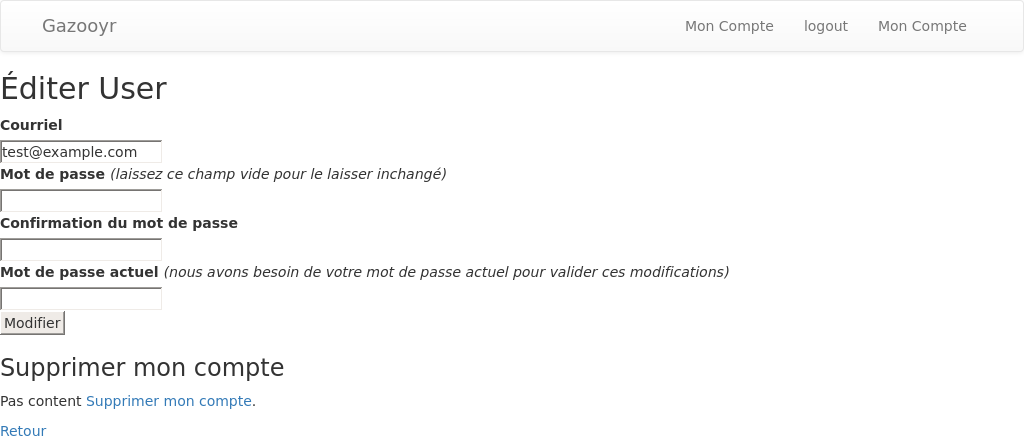 Gazooyr Mon Compte logout Mon Compte
Éditer User
Courriel
test@example.com
Mot de passe (laissez ce champ vide pour le laisser inchangé)
Confirmation du mot de passe
Mot de passe actuel (nous avons besoin de votre mot de passe actuel pour valider ces modifications)
Modifier
Supprimer mon compte
Pas content Supprimer mon compte.
Retour